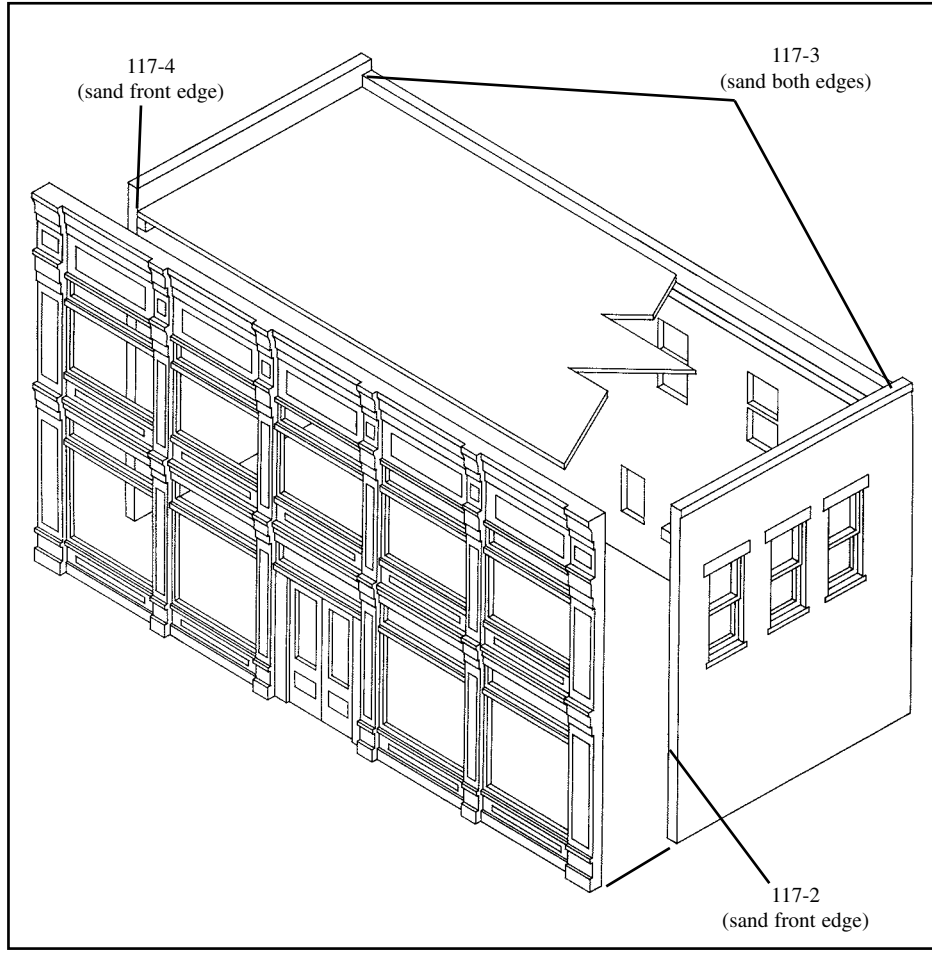 117-4
(sand front edge)
117-3
(sand both edges)
117-2
(sand front edge)